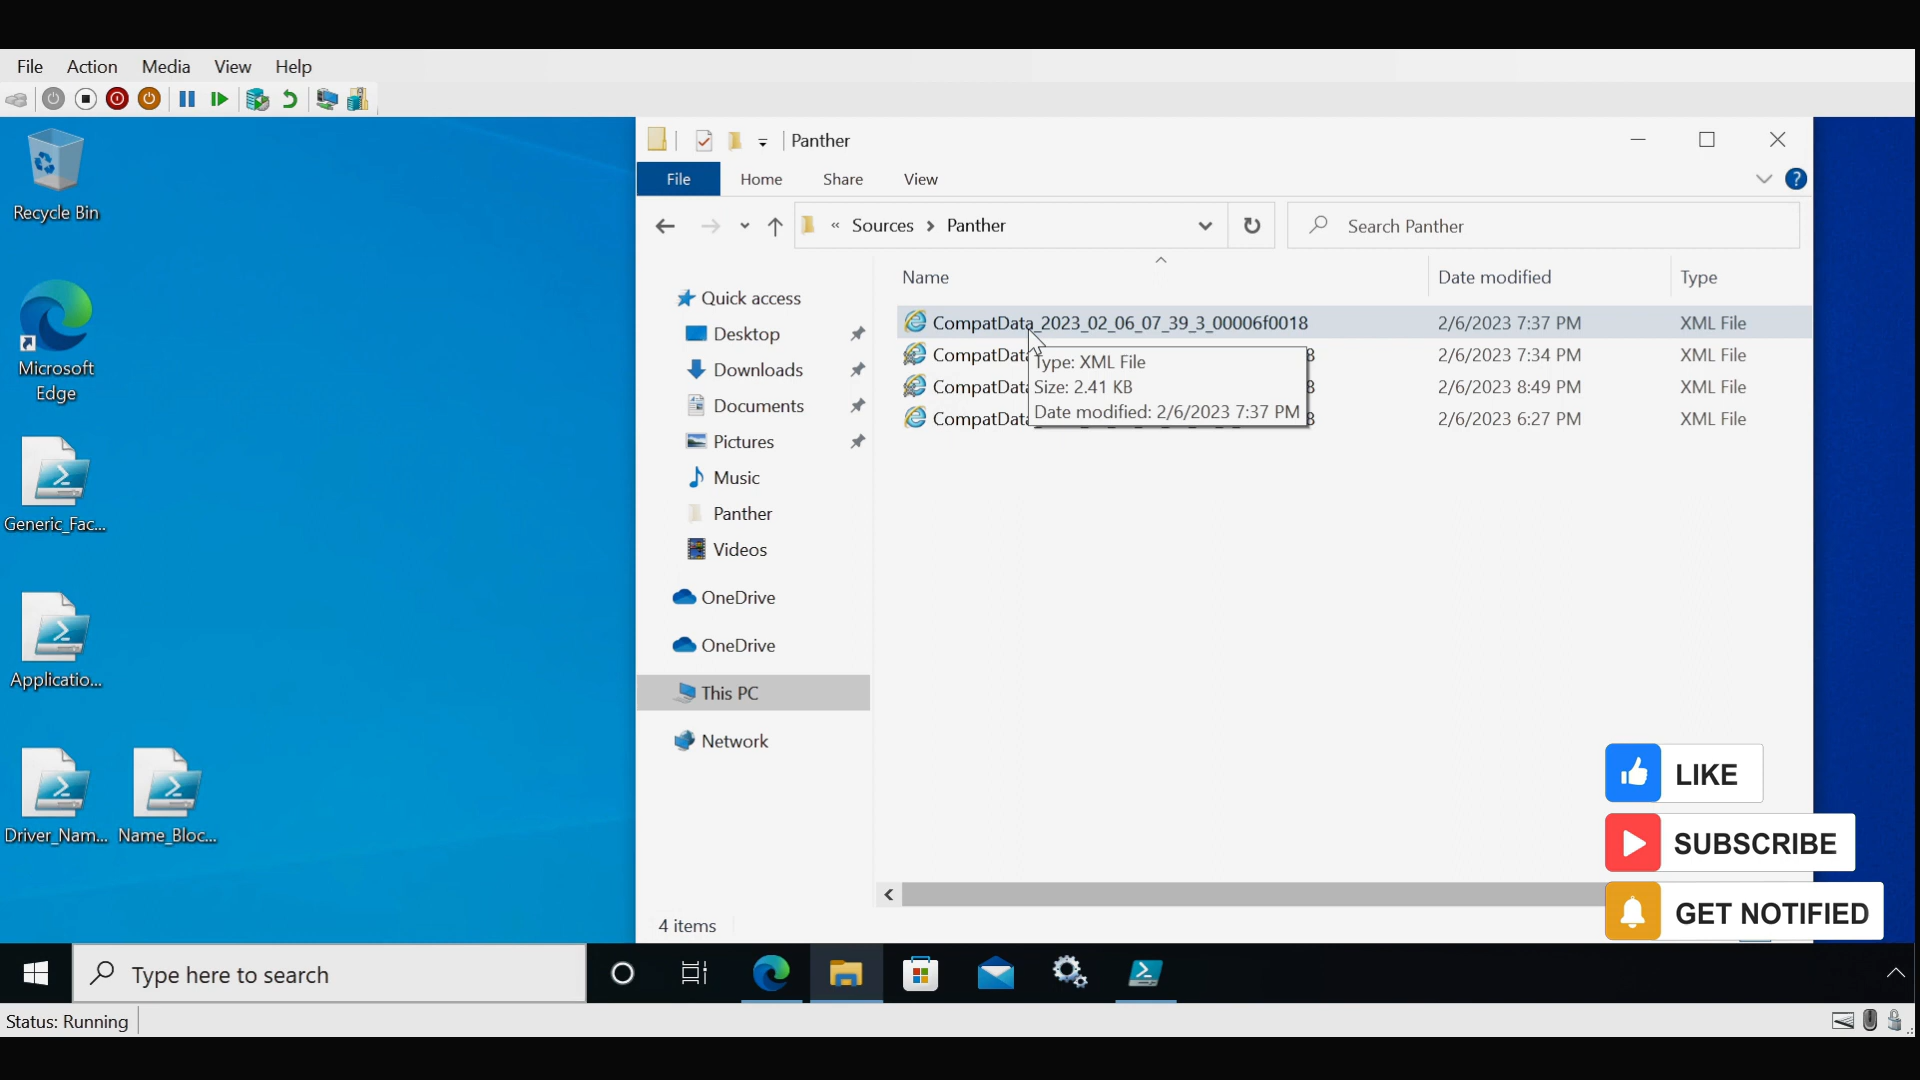 File Action Media View Help
Recycle Bin
Microsoft
Edge
Generic_Fac...
Applicatio...
Driver_Nam...
Name_Bloc...
Panther
File Home Share View
« Sources > Panther
Search Panther
Quick access
Desktop
Downloads
Documents
Pictures
Music
Panther
Videos
OneDrive
OneDrive
This PC
Network
Name Date modified Type
CompatData_2023_02_06_07_39_3_00006f0018 2/6/2023 7:37 PM XML File
CompatData 8 2/6/2023 7:34 PM XML File
CompatData 8 2/6/2023 8:49 PM XML File
CompatData 8 2/6/2023 6:27 PM XML File
Type: XML File
Size: 2.41 KB
Date modified: 2/6/2023 7:37 PM
4 items
LIKE
SUBSCRIBE
GET NOTIFIED
Type here to search
Status: Running